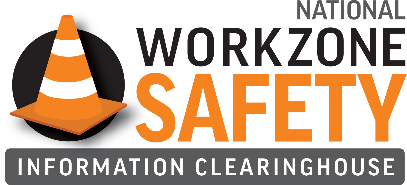 NATIONAL
WORKZONE
SAFETY
INFORMATION CLEARINGHOUSE